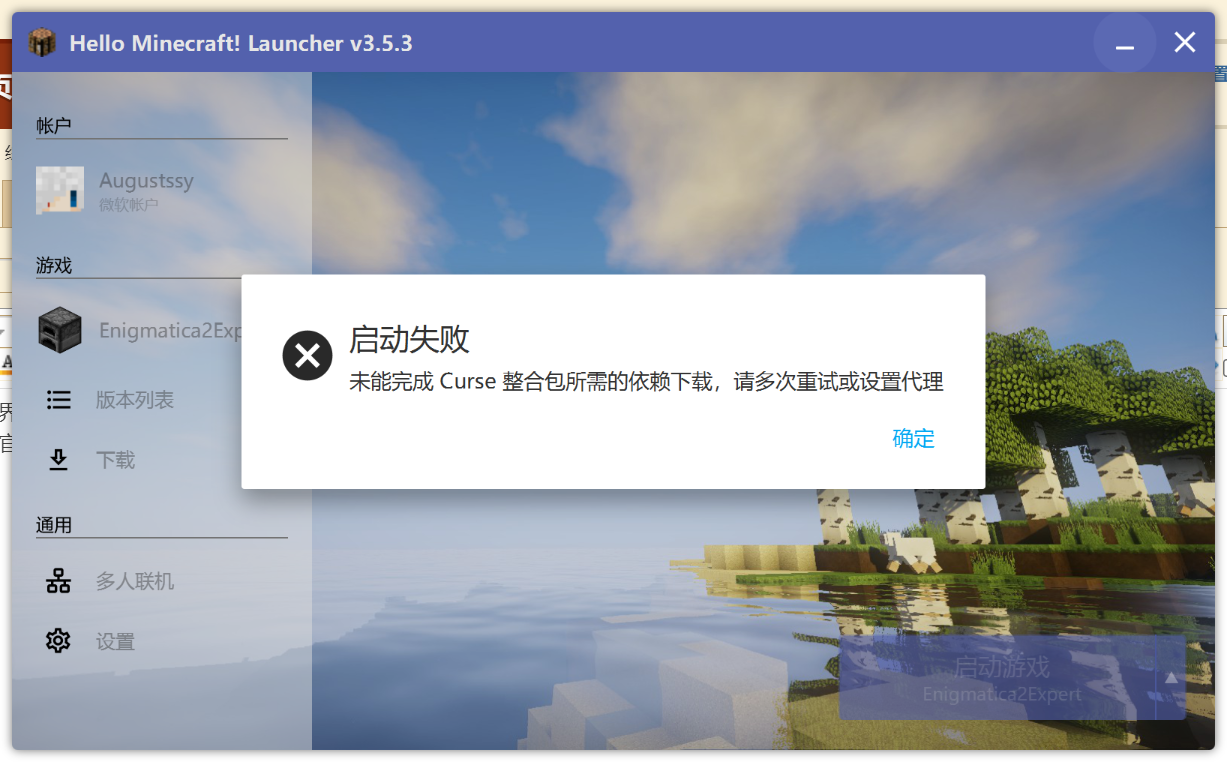 Hello Minecraft! Launcher v3.5.3
帐户
Augustssy
微软帐户
游戏
Enigmatica2Exp
版本列表
下载
通用
多人联机
设置
启动失败
未能完成 Curse 整合包所需的依赖下载，请多次重试或设置代理
确定
启动游戏
Enigmatica2Expert